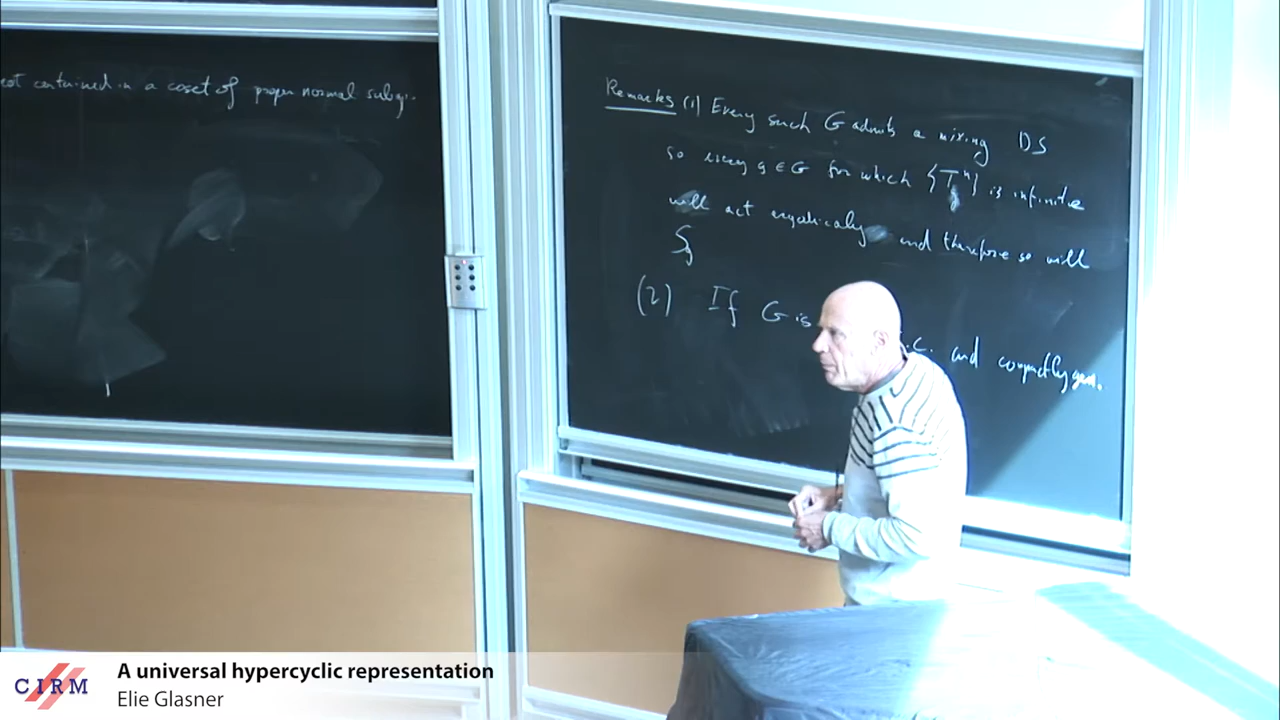 not contained in a coset of proper normal subgr.
Remarks (1) Every such G admits a mixing DS
so every g ∈ G for which {T_g^n} is infinite
will act ergodically and therefore so will
S_g
(2) If G is .C. and compactly gen.
A universal hypercyclic representation
Elie Glasner
CIRM